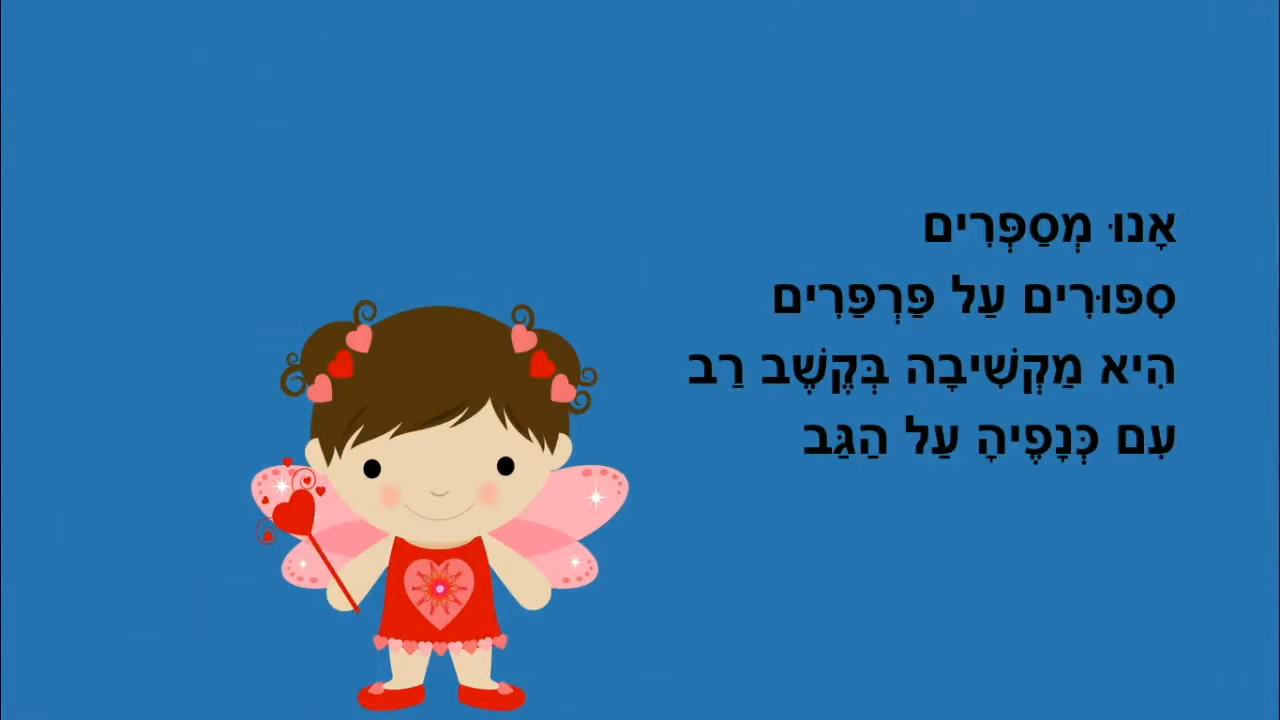 אָנוּ מְסַפְּרִים
סִפּוּרִים עַל פַּרְפַּרִים
הִיא מַקְשִׁיבָה בְּקֶשֶׁב רַב
עִם כְּנָפֶיהָ עַל הַגַּב